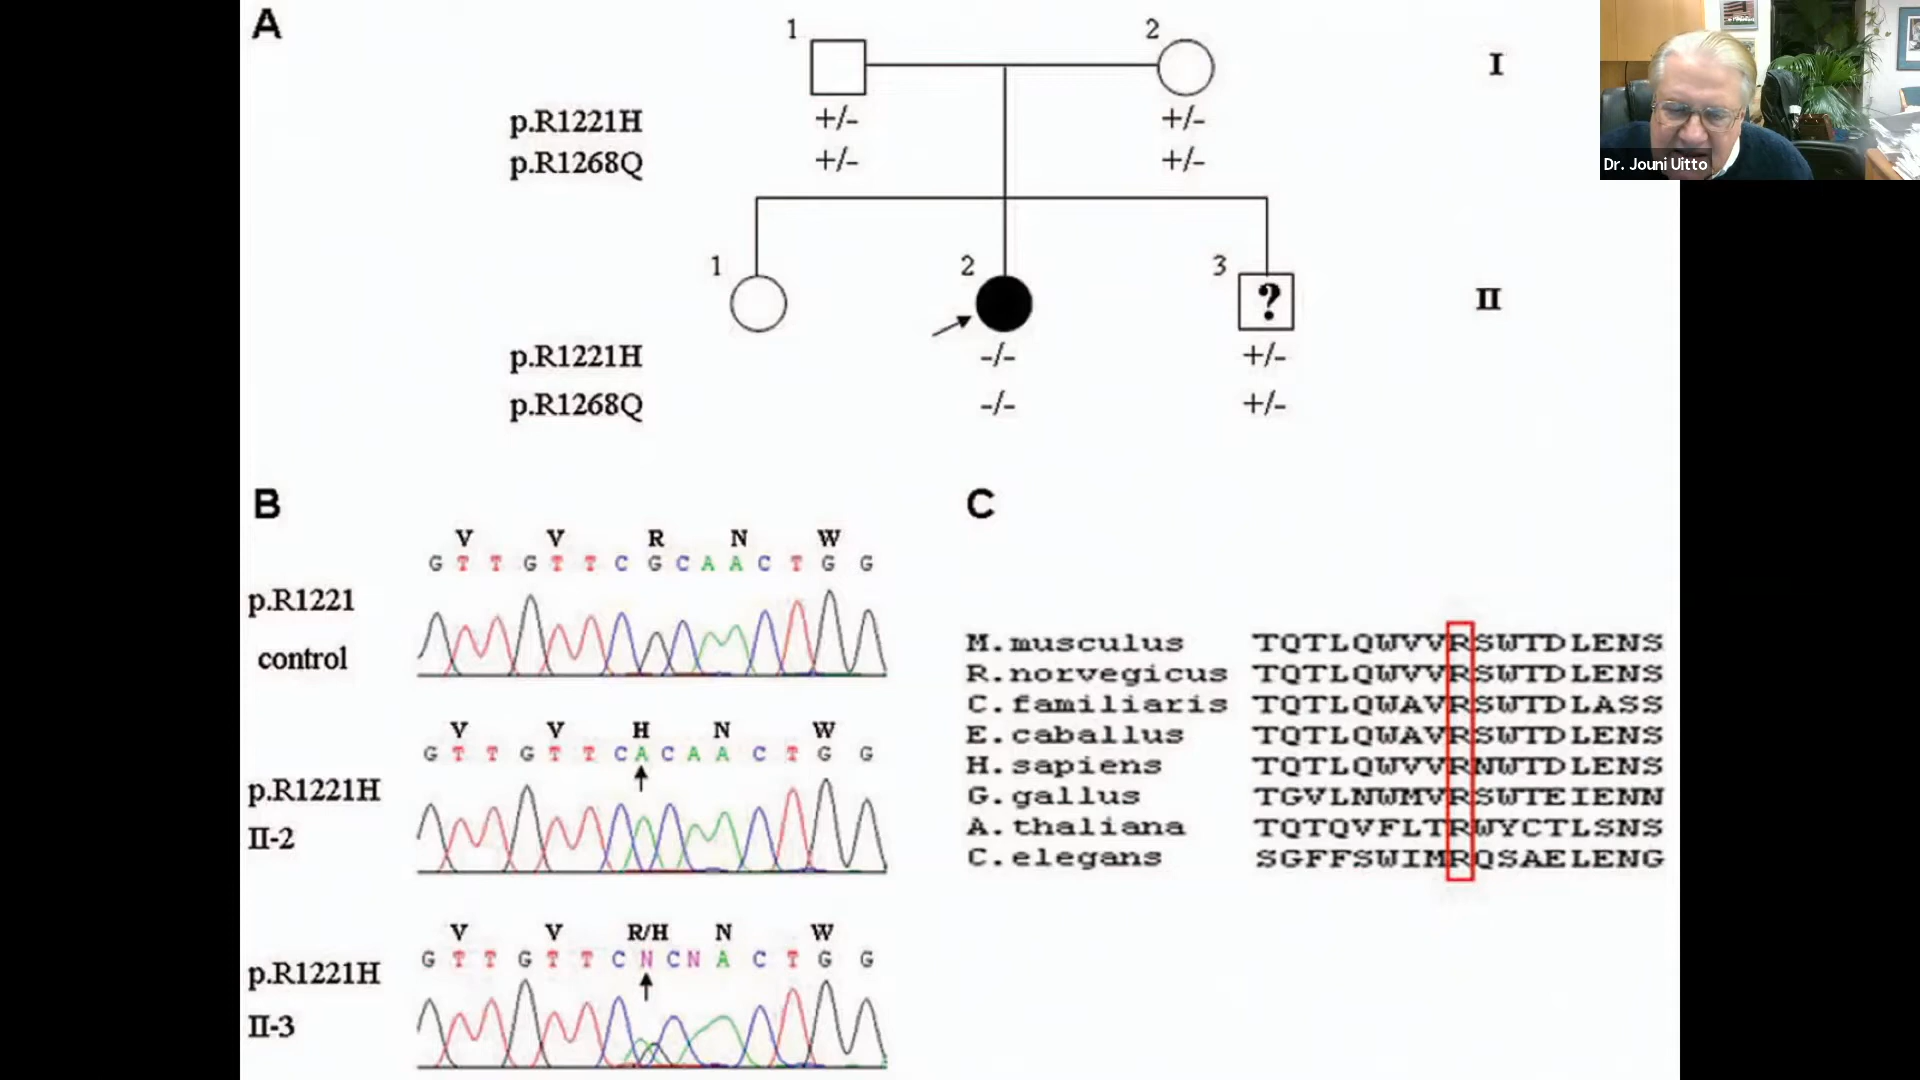 A
1
2
I
p.R1221H +/- +/-
p.R1268Q +/- +/-
1
2
3
?
II
p.R1221H -/- +/-
p.R1268Q -/- +/-
B
V V R N W
G T T G T T C G C A A C T G G
p.R1221
control
V V H N W
G T T G T T C A C A A C T G G
p.R1221H
II-2
V V R/H N W
G T T G T T C N C N A C T G G
p.R1221H
II-3
C
M.musculus TQTLQWVVRSWTDLENS
R.norvegicus TQTLQWVVRSWTDLENS
C.familiaris TQTLQWAVRSWTDLASS
E.caballus TQTLQWAVRSWTDLENS
H.sapiens TQTLQWVVRNWTDLENS
G.gallus TGVLNWMVRSWTEIENN
A.thaliana TQTQVFLTRWYCTLSNS
C.elegans SGFFSWIMRQSAELENG
Dr. Jouni Uitto